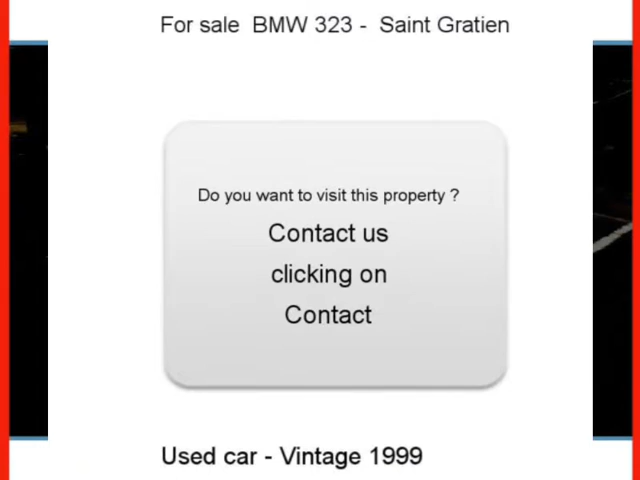 For sale BMW 323 - Saint Gratien
Do you want to visit this property ?
Contact us
clicking on
Contact
Used car - Vintage 1999